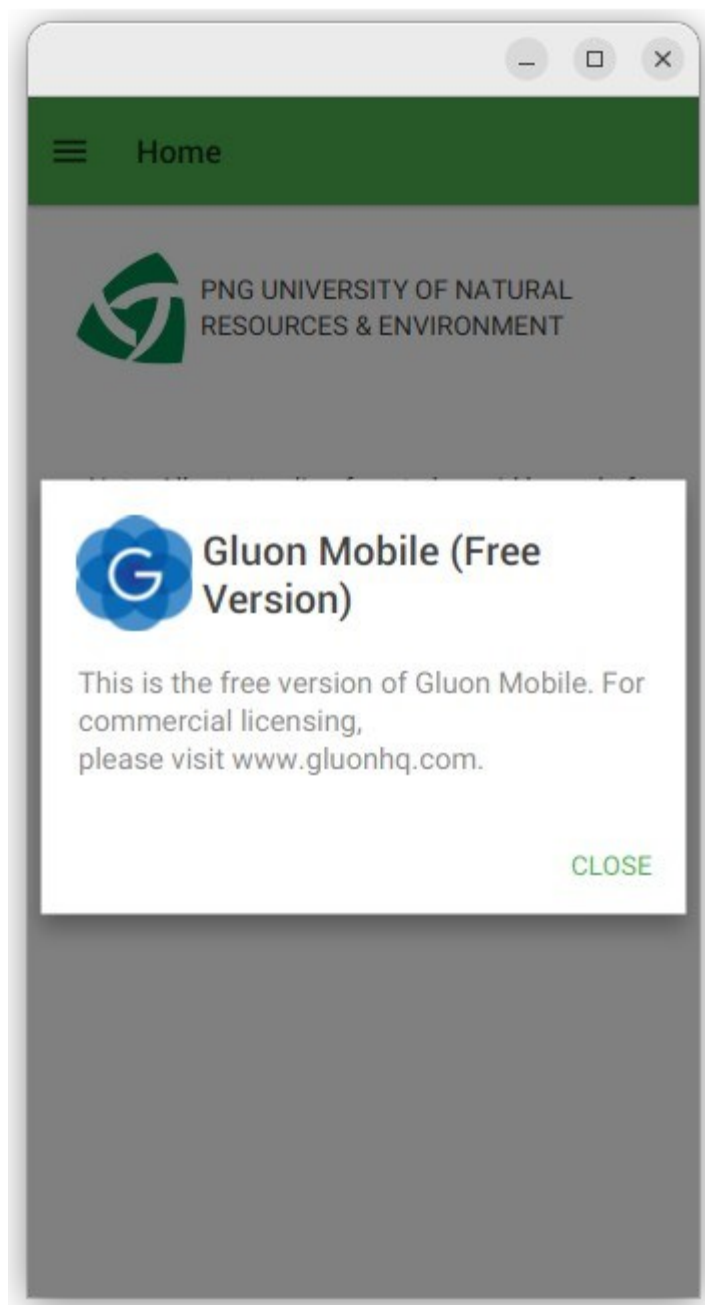 Home
PNG UNIVERSITY OF NATURAL
RESOURCES & ENVIRONMENT
G
Gluon Mobile (Free
Version)
This is the free version of Gluon Mobile. For
commercial licensing,
please visit www.gluonhq.com.
CLOSE